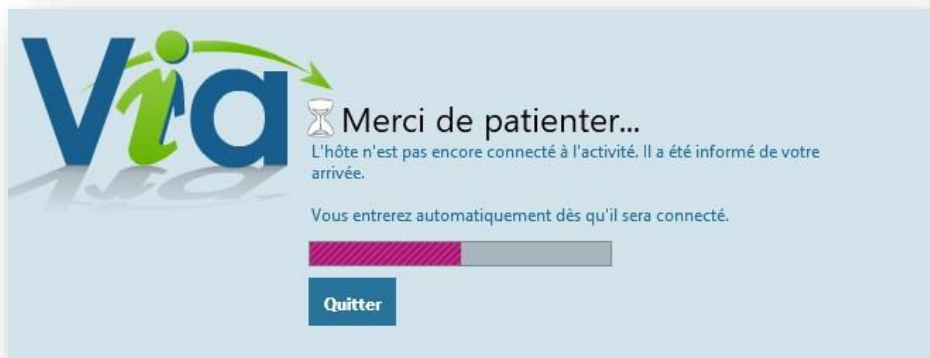 Via
Merci de patienter...
L'hôte n'est pas encore connecté à l'activité. Il a été informé de votre
arrivée.
Vous entrerez automatiquement dès qu'il sera connecté.
Quitter